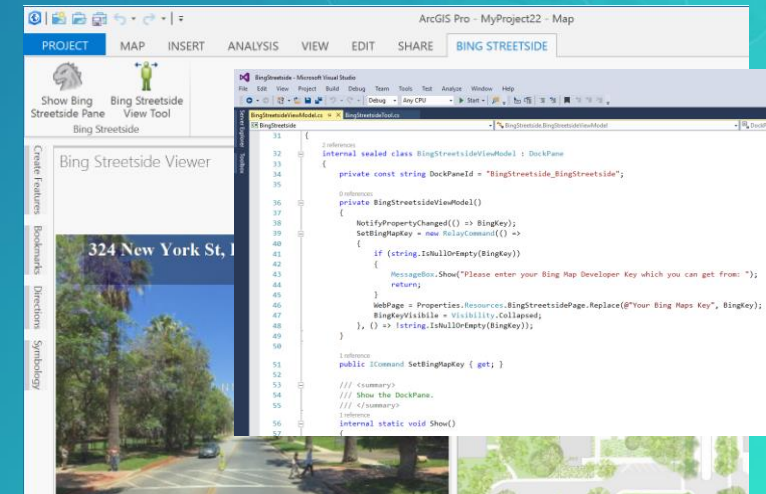 ArcGIS Pro - MyProject22 - Map
PROJECT MAP INSERT ANALYSIS VIEW EDIT SHARE BING STREETSIDE
Show Bing Streetside Pane
Bing Streetside View Tool
Bing Streetside
Create Features
Bookmarks
Directions
Symbology
Bing Streetside Viewer
324 New York St,
BingStreetside - Microsoft Visual Studio
File Edit View Project Build Debug Team Tools Test Analyze Window Help
Debug Any CPU Start
Server Explorer
Toolbox
BingStreetsideViewModel.cs BingStreetsideTool.cs
BingStreetside BingStreetside.BingStreetsideViewModel
31 {
2 references
32 internal sealed class BingStreetsideViewModel : DockPane
33 {
34 private const string DockPaneId = "BingStreetside_BingStreetside";
35
0 references
36 private BingStreetsideViewModel()
37 {
38 NotifyPropertyChanged(() => BingKey);
39 SetBingMapKey = new RelayCommand(() =>
40 {
41 if (string.IsNullOrEmpty(BingKey))
42 {
43 MessageBox.Show("Please enter your Bing Map Developer Key which you can get from: ");
44 return;
45 }
46 WebPage = Properties.Resources.BingStreetsidePage.Replace(@"Your Bing Maps Key", BingKey);
47 BingKeyVisibile = Visibility.Collapsed;
48 }, () => !string.IsNullOrEmpty(BingKey));
49 }
50
1 reference
51 public ICommand SetBingMapKey { get; }
52
53 /// <summary>
54 /// Show the DockPane.
55 /// </summary>
1 reference
56 internal static void Show()
57 {